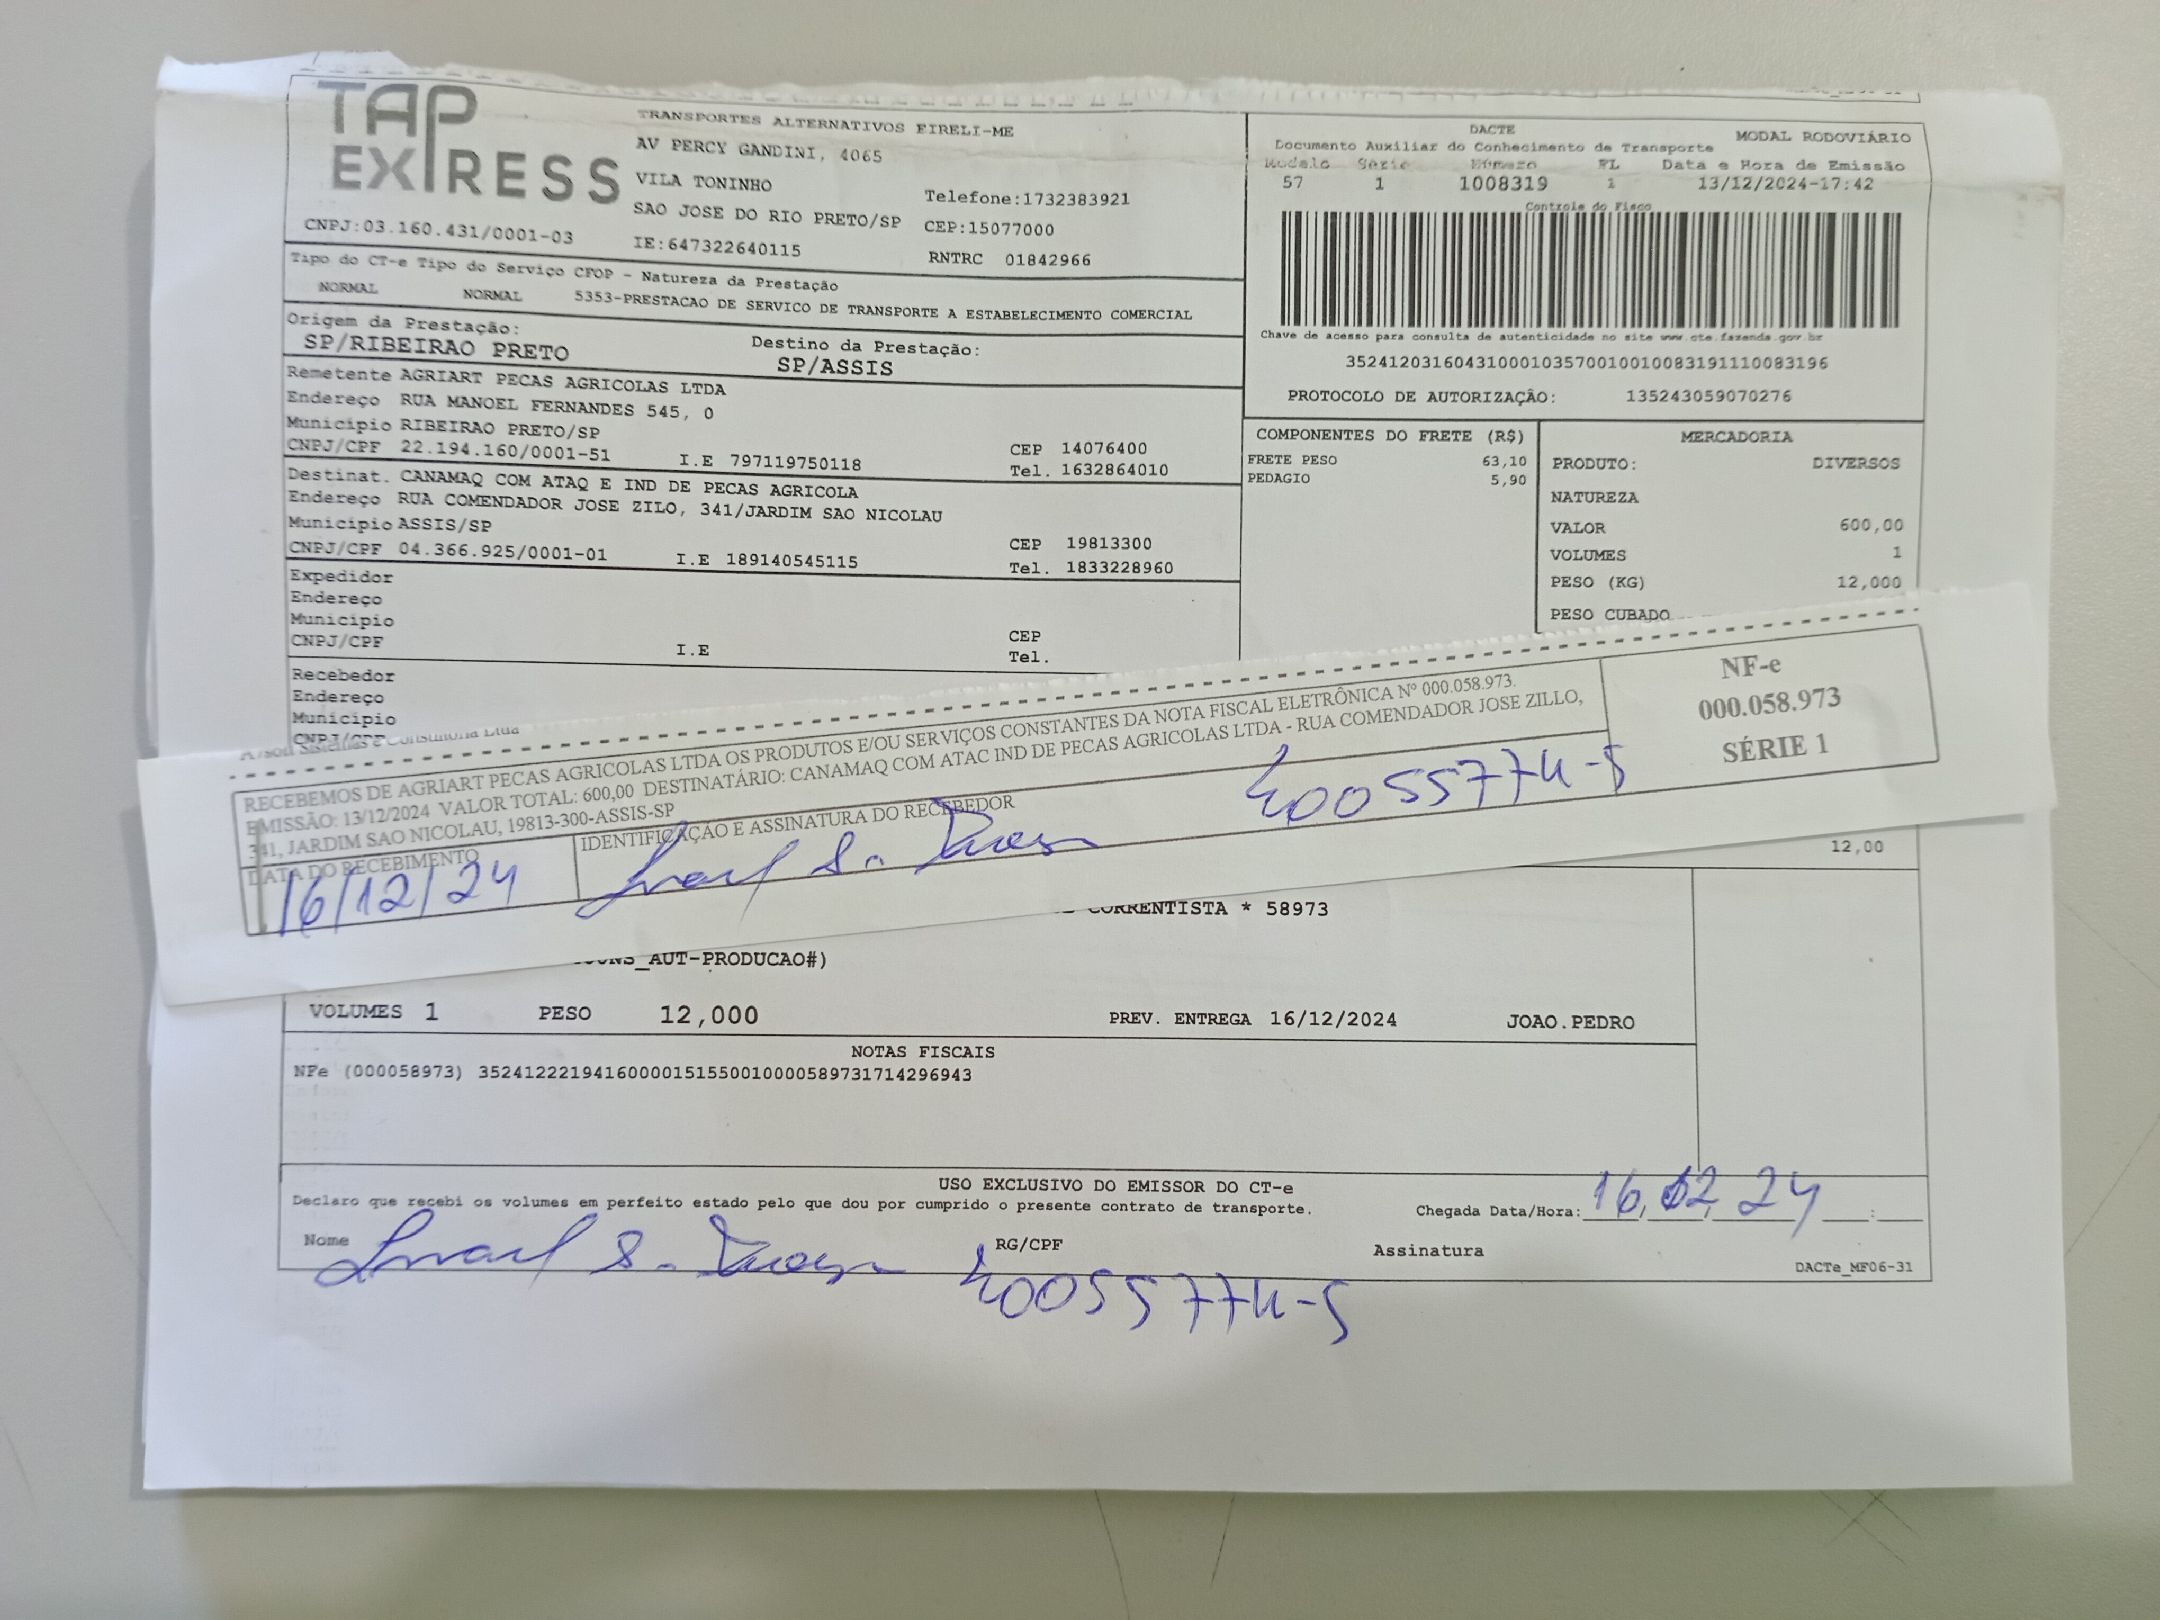 TAP
EXPRESS
TRANSPORTES ALTERNATIVOS EIRELI-ME
AV PERCY GANDINI, 4065
VILA TONINHO
SAO JOSE DO RIO PRETO/SP
Telefone:1732383921
CEP:15077000
CNPJ:03.160.431/0001-03
IE:647322640115
RNTRC 01842966
DACTE
MODAL RODOVIÁRIO
Documento Auxiliar do Conhecimento de Transporte
Modelo Série Número FL Data e Hora de Emissão
57 1 1008319 1 13/12/2024-17:42
Controle do Fisco
Chave de acesso para consulta de autenticidade no site www.cte.fazenda.gov.br
35241203160431000103570010010083191110083196
PROTOCOLO DE AUTORIZAÇÃO: 135243059070276
Tipo do CT-e Tipo do Serviço CFOP - Natureza da Prestação
NORMAL NORMAL 5353-PRESTACAO DE SERVICO DE TRANSPORTE A ESTABELECIMENTO COMERCIAL
Origem da Prestação:
SP/RIBEIRAO PRETO
Destino da Prestação:
SP/ASSIS
Remetente AGRIART PECAS AGRICOLAS LTDA
Endereço RUA MANOEL FERNANDES 545, 0
Municipio RIBEIRAO PRETO/SP
CEP 14076400
CNPJ/CPF 22.194.160/0001-51 I.E 797119750118 Tel. 1632864010
Destinat. CANAMAQ COM ATAQ E IND DE PECAS AGRICOLA
Endereço RUA COMENDADOR JOSE ZILO, 341/JARDIM SAO NICOLAU
Municipio ASSIS/SP
CEP 19813300
CNPJ/CPF 04.366.925/0001-01 I.E 189140545115 Tel. 1833228960
Expedidor
Endereço
Municipio
CEP
CNPJ/CPF I.E Tel.
Recebedor
Endereço
Municipio
CNPJ/CPF
COMPONENTES DO FRETE (R$)
FRETE PESO 63,10
PEDAGIO 5,90
MERCADORIA
PRODUTO: DIVERSOS
NATUREZA
VALOR 600,00
VOLUMES 1
PESO (KG) 12,000
PESO CUBADO
Sistemas e Consultoria Ltda
RECEBEMOS DE AGRIART PECAS AGRICOLAS LTDA OS PRODUTOS E/OU SERVIÇOS CONSTANTES DA NOTA FISCAL ELETRÔNICA Nº 000.058.973.
EMISSÃO: 13/12/2024 VALOR TOTAL: 600,00 DESTINATÁRIO: CANAMAQ COM ATAC IND DE PECAS AGRICOLAS LTDA - RUA COMENDADOR JOSE ZILLO,
341, JARDIM SAO NICOLAU, 19813-300-ASSIS-SP
DATA DO RECEBIMENTO
16/12/24
IDENTIFICAÇÃO E ASSINATURA DO RECEBEDOR
NF-e
000.058.973
SÉRIE 1
12,00
CORRENTISTA * 58973
AUT-PRODUCAO#)
VOLUMES 1 PESO 12,000 PREV. ENTREGA 16/12/2024 JOAO.PEDRO
NOTAS FISCAIS
NFe (000058973) 35241222194160000151550010000589731714296943
USO EXCLUSIVO DO EMISSOR DO CT-e
Declaro que recebi os volumes em perfeito estado pelo que dou por cumprido o presente contrato de transporte.
Chegada Data/Hora: 16, 12, 24
Nome
RG/CPF
Assinatura
DACTe_MF06-31